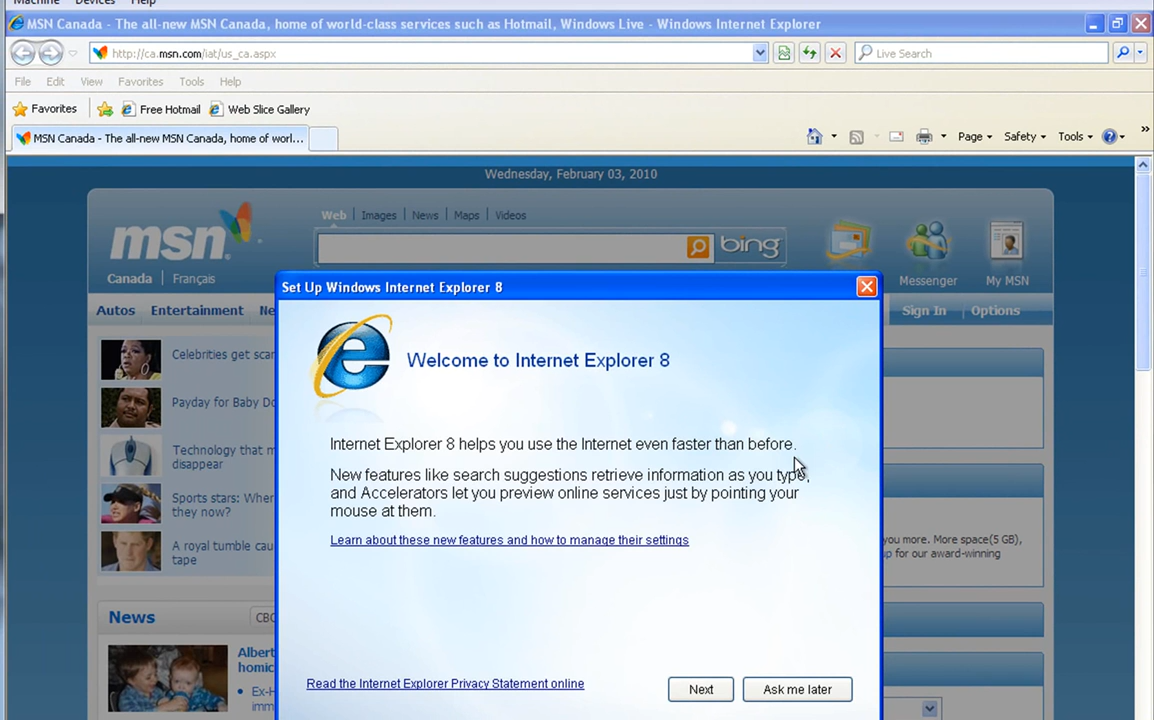 Machine Devices Help
MSN Canada - The all-new MSN Canada, home of world-class services such as Hotmail, Windows Live - Windows Internet Explorer
http://ca.msn.com/iat/us_ca.aspx
Live Search
File Edit View Favorites Tools Help
Favorites Free Hotmail Web Slice Gallery
MSN Canada - The all-new MSN Canada, home of worl...
Page Safety Tools
Wednesday, February 03, 2010
Web Images News Maps Videos
msn
bing
Canada Français
Messenger My MSN
Autos Entertainment
Sign In Options
Set Up Windows Internet Explorer 8
Celebrities get
Payday for Baby
Technology that
disappear
Sports stars:
they now?
A royal tumble
tape
Welcome to Internet Explorer 8
Internet Explorer 8 helps you use the Internet even faster than before.
New features like search suggestions retrieve information as you type,
and Accelerators let you preview online services just by pointing your
mouse at them.
Learn about these new features and how to manage their settings
you more. More space(5 GB),
up for our award-winning
News
Read the Internet Explorer Privacy Statement online
Next Ask me later